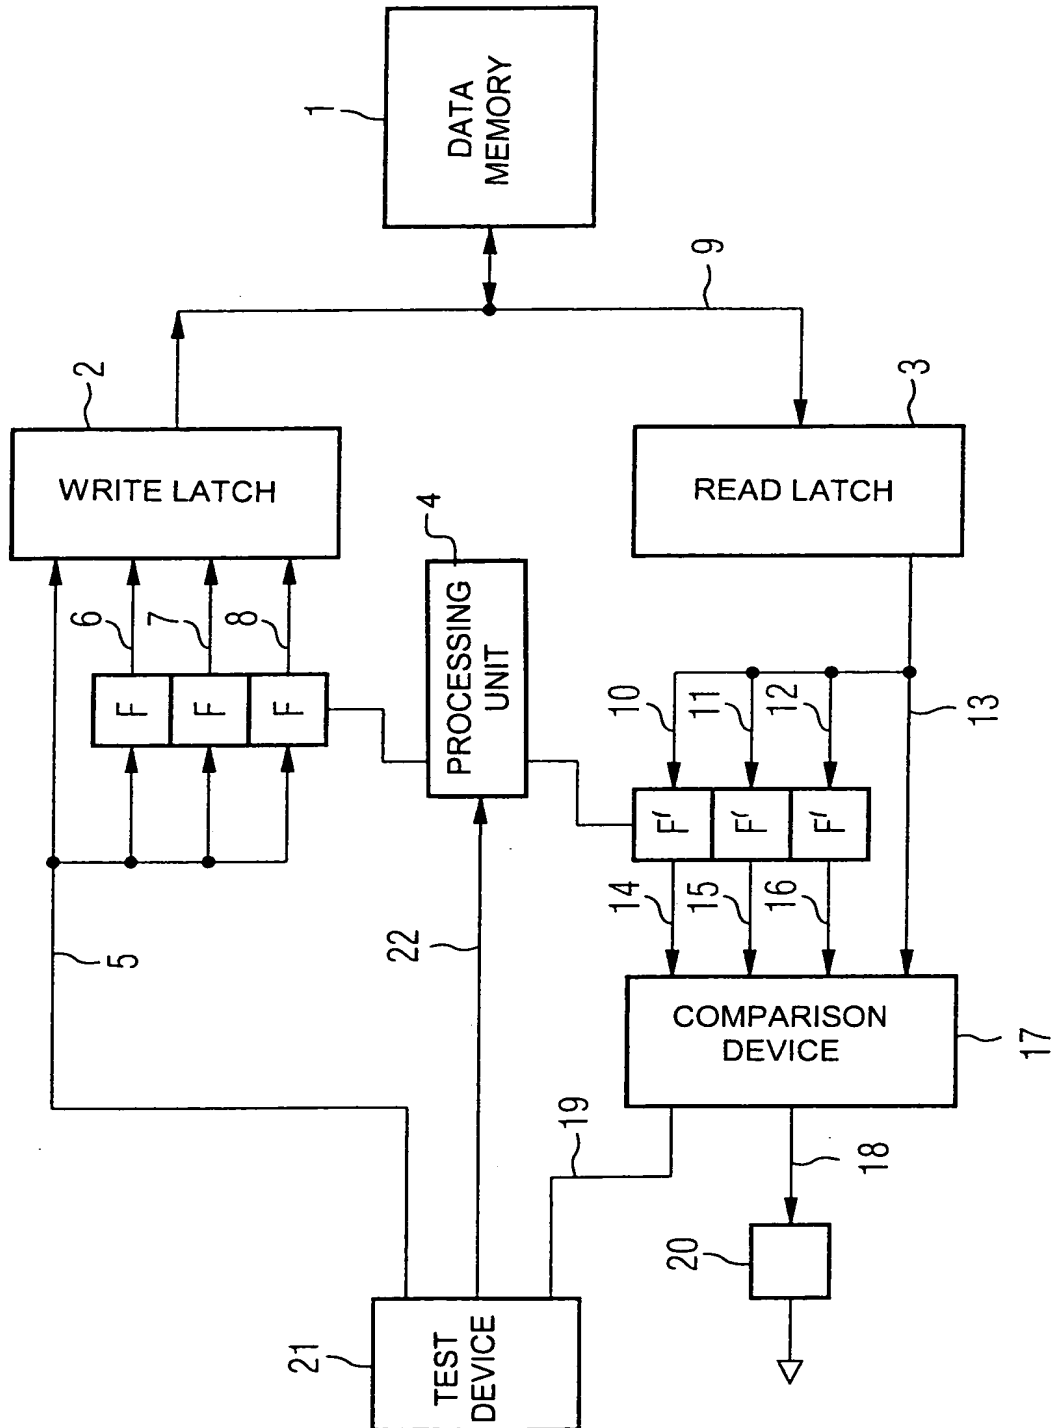 1
DATA
MEMORY
9
2
WRITE LATCH
3
READ LATCH
4
PROCESSING
UNIT
6
7
8
F
F
F
10
11
12
13
F'
F'
F'
5
22
14
15
16
COMPARISON
DEVICE
17
19
18
20
21
TEST
DEVICE